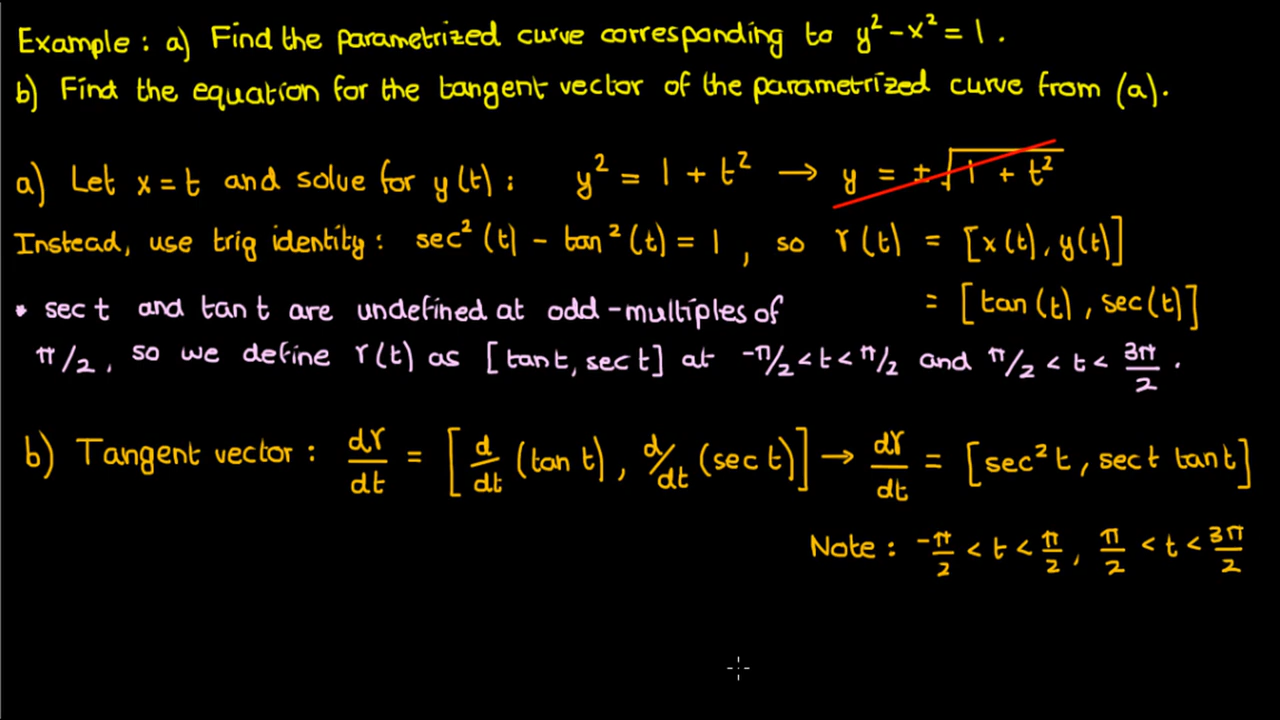 Example: a) Find the parametrized curve corresponding to y² - x² = 1.
b) Find the equation for the tangent vector of the parametrized curve from (a).
a) Let x = t and solve for y(t): y² = 1 + t² → y = ±√(1 + t²)
Instead, use trig identity: sec²(t) - tan²(t) = 1, so r(t) = [x(t), y(t)]
= [tan(t), sec(t)]
* sec t and tan t are undefined at odd-multiples of
π/2, so we define r(t) as [tan t, sec t] at -π/2 < t < π/2 and π/2 < t < 3π/2.
b) Tangent vector: dr/dt = [d/dt (tan t), d/dt (sec t)] → dr/dt = [sec² t, sec t tan t]
Note: -π/2 < t < π/2, π/2 < t < 3π/2